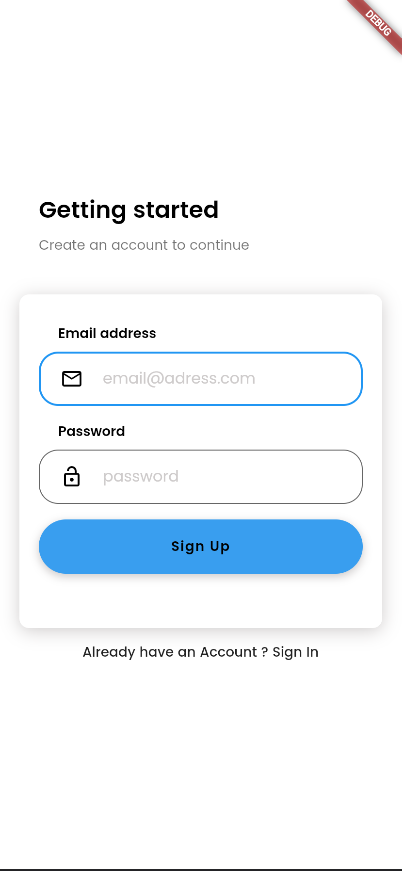 DEBUG
Getting started
Create an account to continue
Email address
email@adress.com
Password
password
Sign Up
Already have an Account ? Sign In